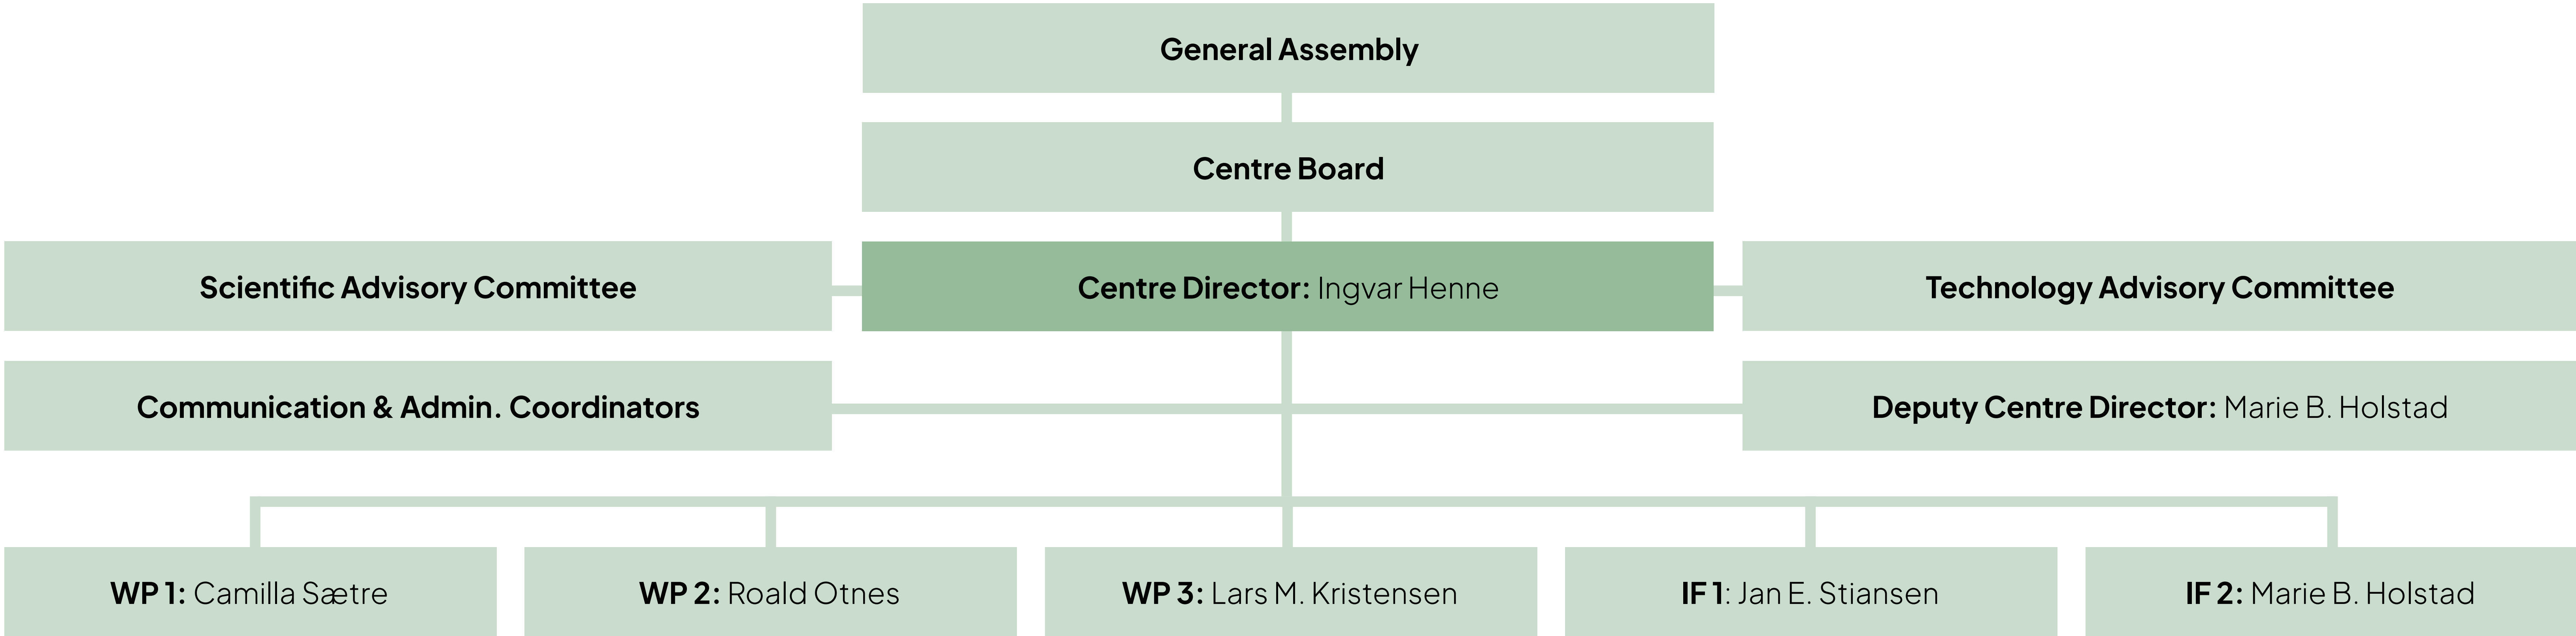 General Assembly
Centre Board
Scientific Advisory Committee
Centre Director: Ingvar Henne
Technology Advisory Committee
Communication & Admin. Coordinators
Deputy Centre Director: Marie B. Holstad
WP 1: Camilla Sætre
WP 2: Roald Otnes
WP 3: Lars M. Kristensen
IF 1: Jan E. Stiansen
IF 2: Marie B. Holstad